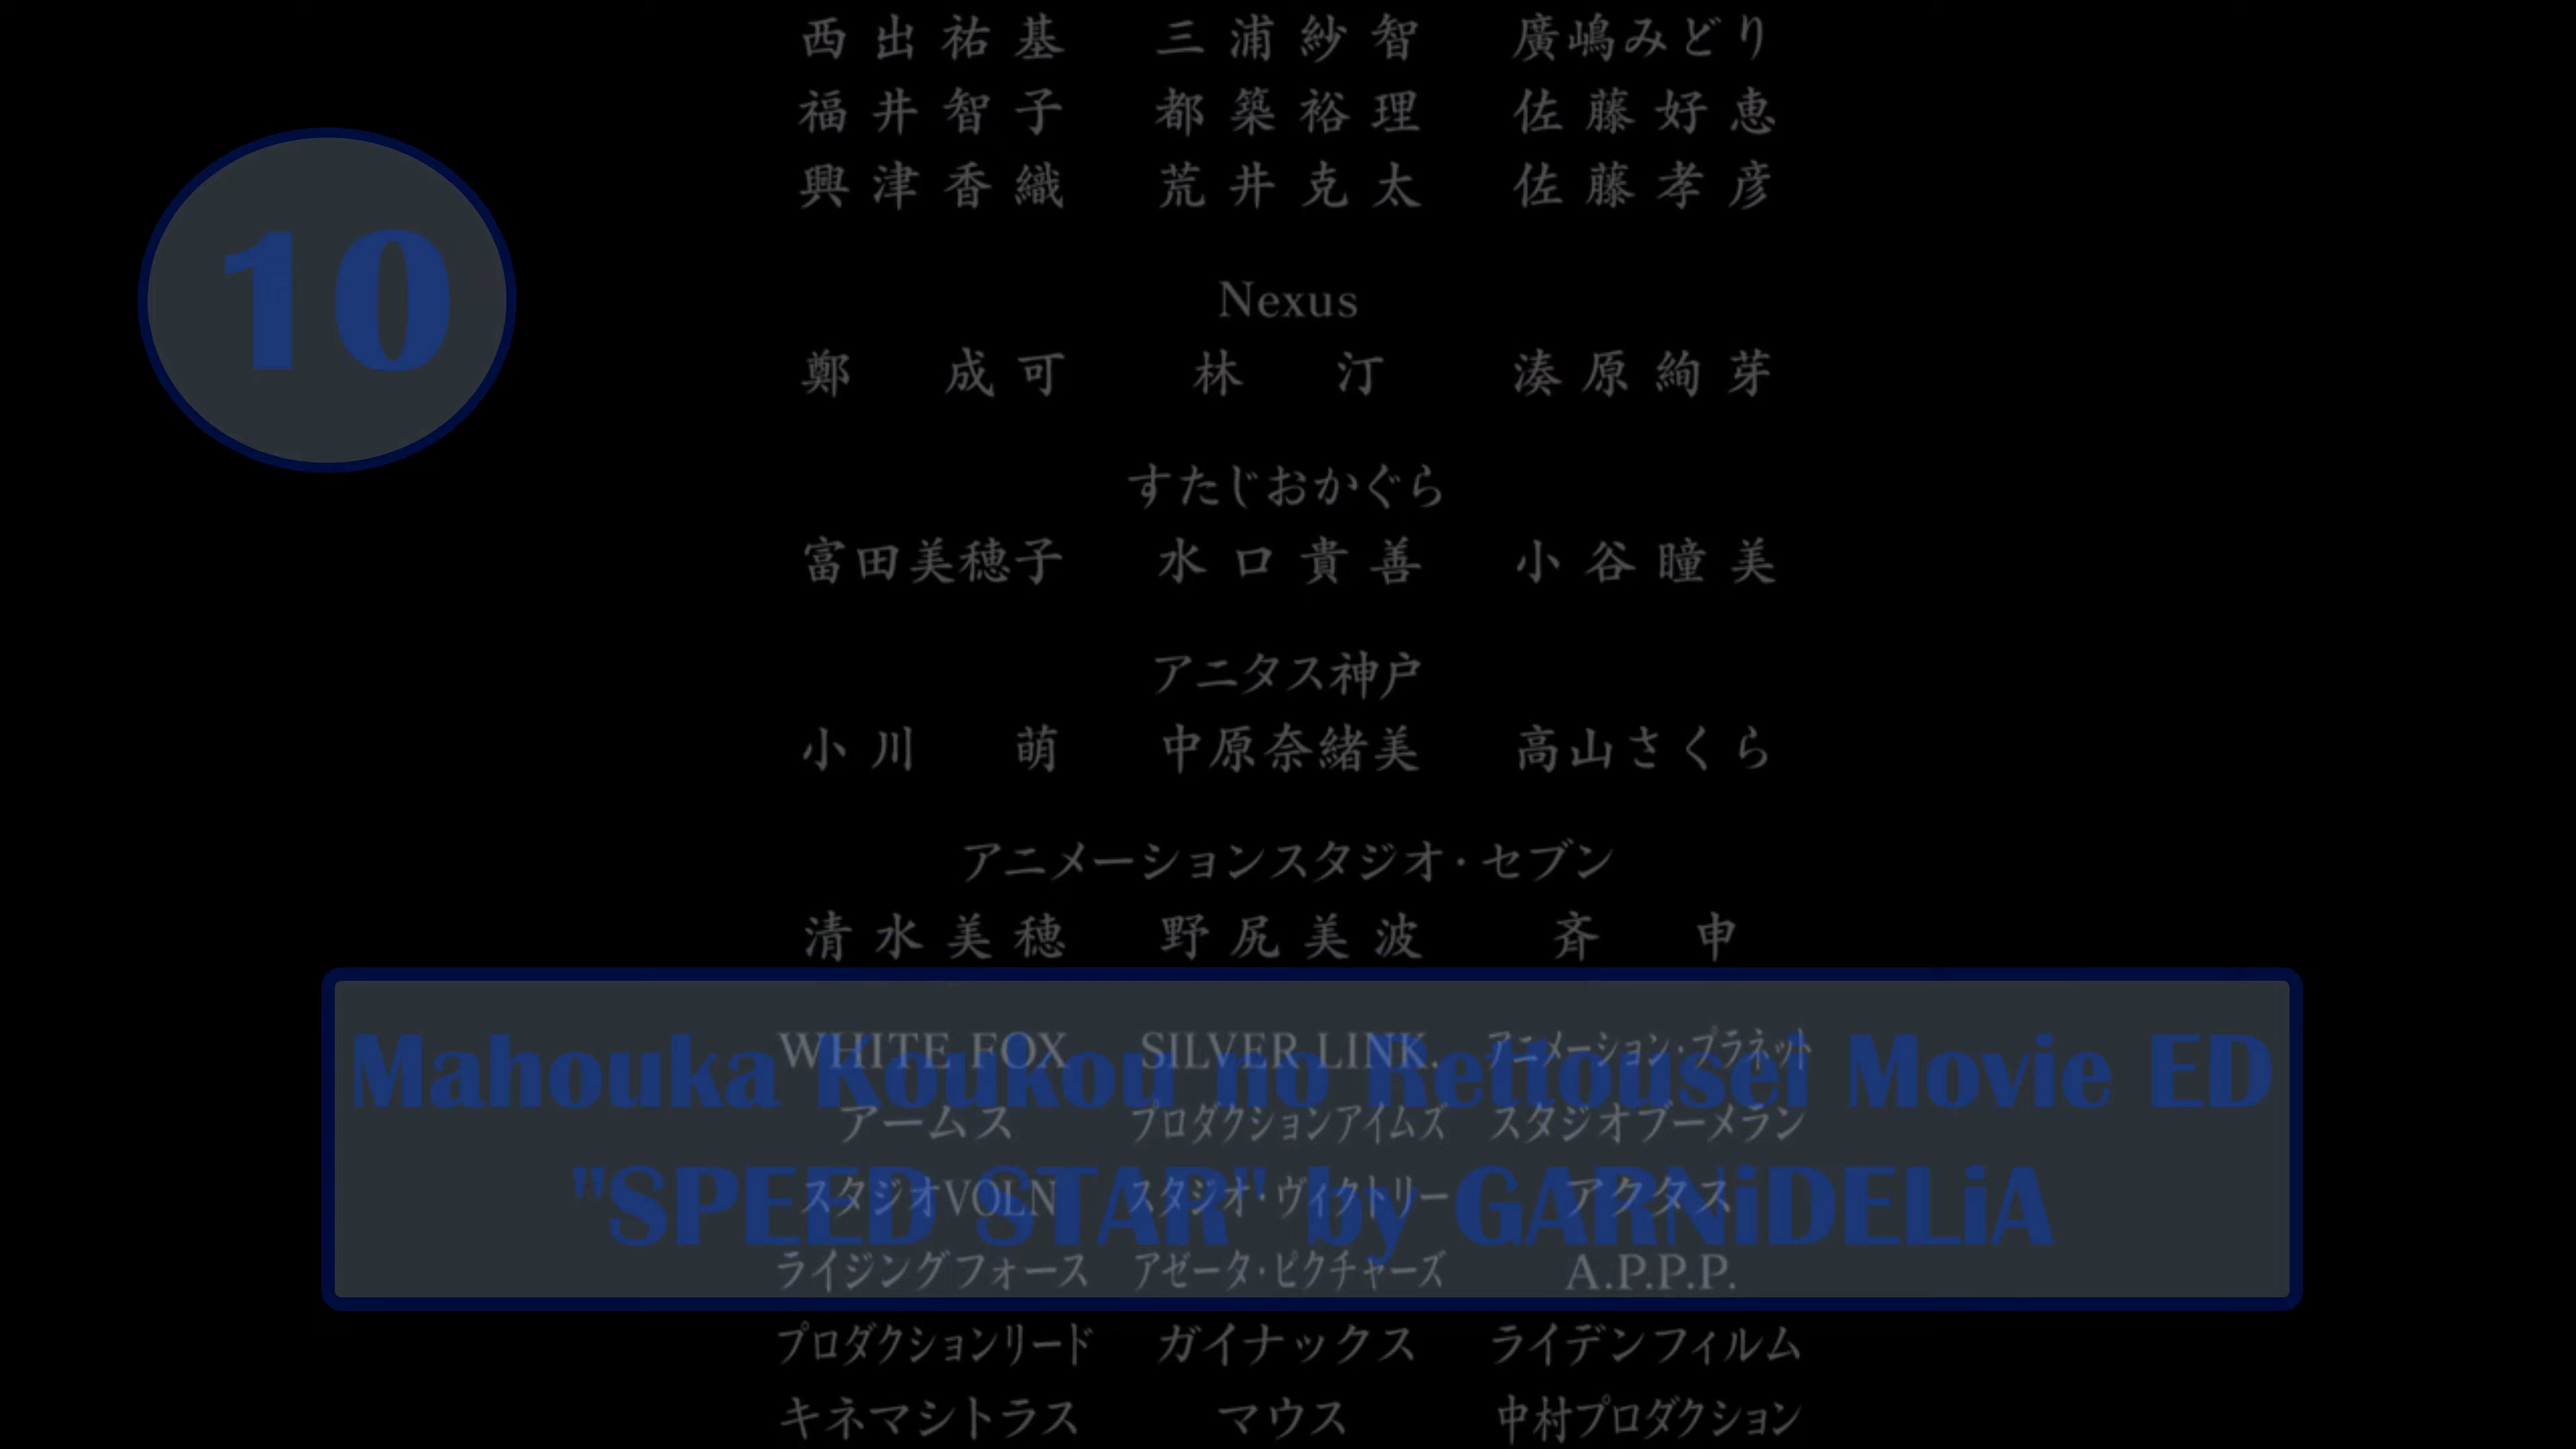 西出祐基 三浦紗智 廣嶋みどり
福井智子 都築裕理 佐藤好恵
興津香織 荒井克太 佐藤孝彦
10
Nexus
鄭成可 林汀 湊原絢芽
すたじおかぐら
富田美穂子 水口貴善 小谷瞳美
アニタス神戸
小川萌 中原奈緒美 高山さくら
アニメーションスタジオ・セブン
清水美穂 野尻美波 斉申
WHITE FOX SILVER LINK. アニメーション・プラネット
Mahouka Koukou no Rettousei Movie ED
アームス プロダクションアイムズ スタジオブーメラン
スタジオVOLN スタジオ・ヴィクトリー アクタス
"SPEED STAR" by GARNiDELiA
ライジングフォース アゼータ・ピクチャーズ A.P.P.P.
プロダクションリード ガイナックス ライデンフィルム
キネマシトラス マウス 中村プロダクション